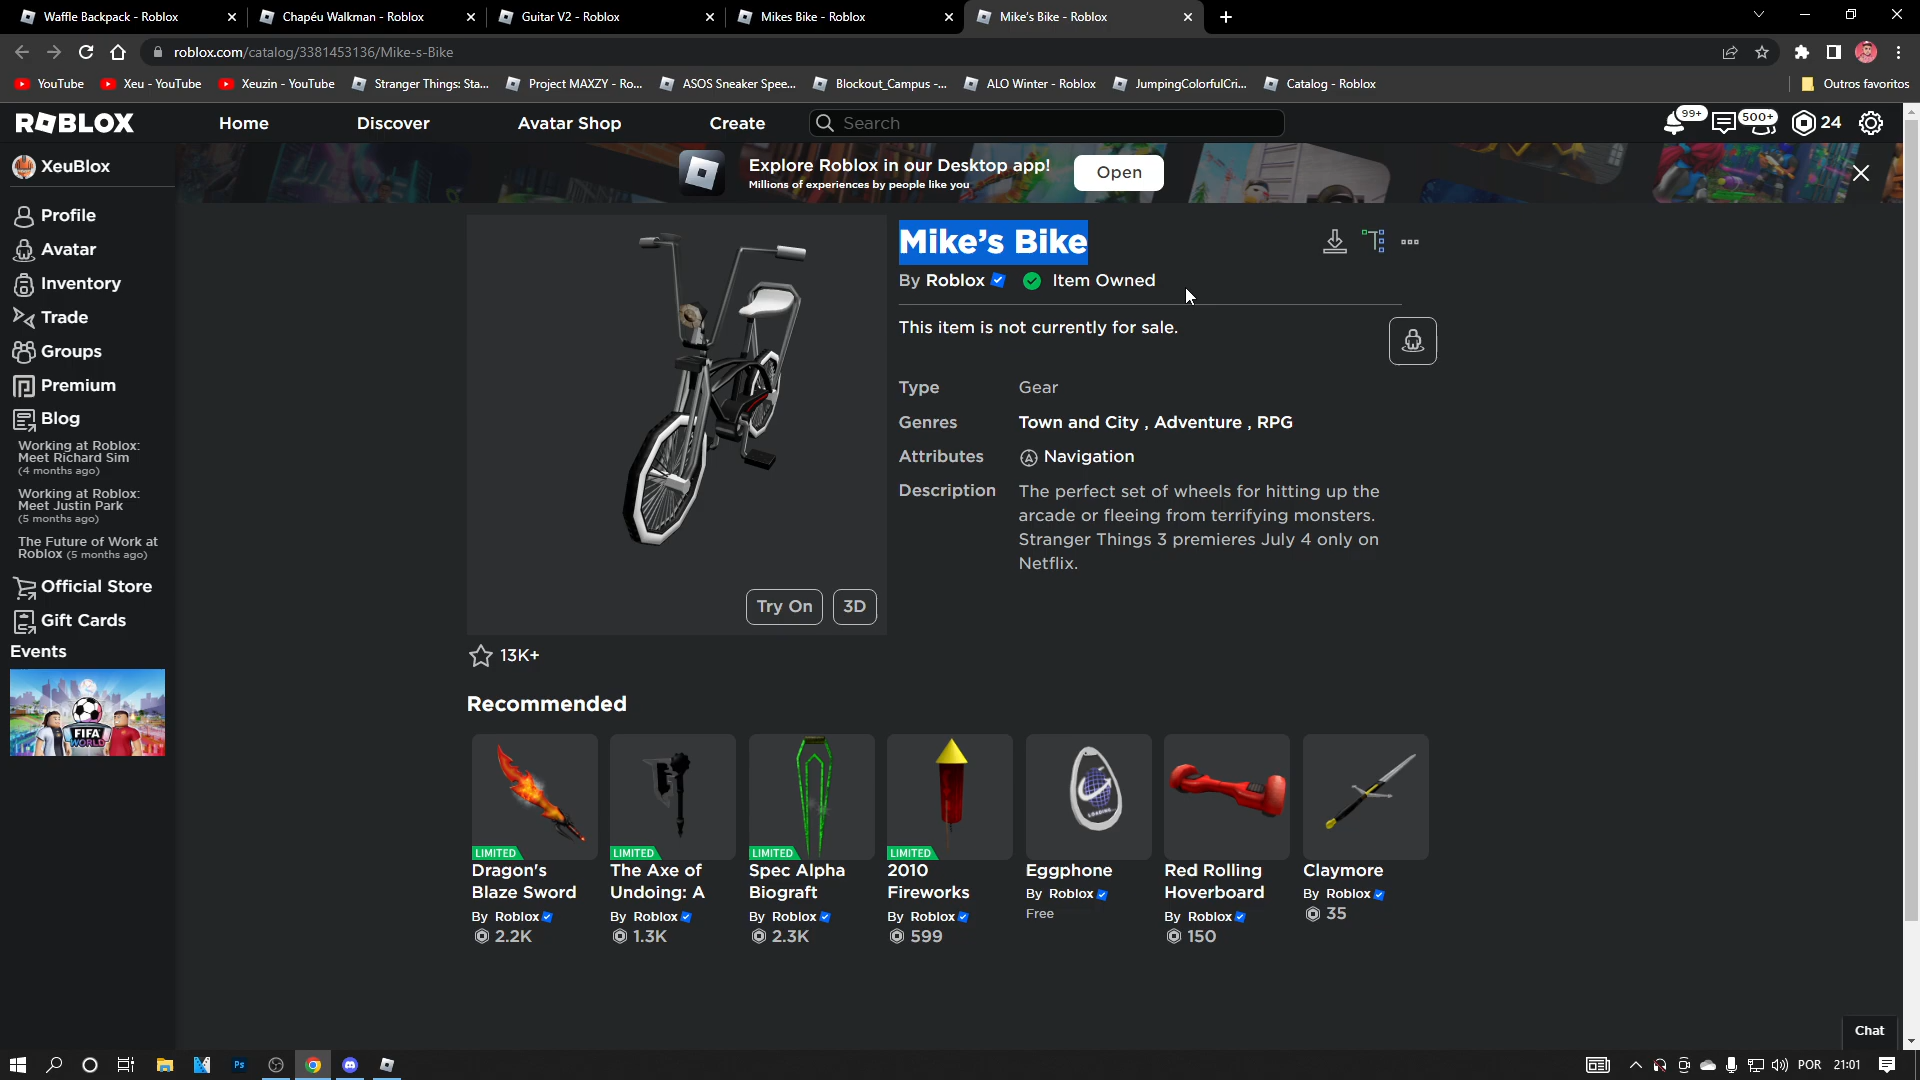 Waffle Backpack - Roblox
Chapéu Walkman - Roblox
Guitar V2 - Roblox
Mikes Bike - Roblox
Mike's Bike - Roblox
roblox.com/catalog/3381453136/Mike-s-Bike
YouTube
Xeu - YouTube
Xeuzin - YouTube
Stranger Things: Sta...
Project MAXZY - Ro...
ASOS Sneaker Spee...
Blockout_Campus -...
ALO Winter - Roblox
JumpingColorfulCri...
Catalog - Roblox
Outros favoritos
ROBLOX
Home
Discover
Avatar Shop
Create
Search
99+
500+
24
XeuBlox
Explore Roblox in our Desktop app!
Millions of experiences by people like you
Open
Profile
Avatar
Inventory
Trade
Groups
Premium
Blog
Working at Roblox:
Meet Richard Sim
(4 months ago)
Working at Roblox:
Meet Justin Park
(5 months ago)
The Future of Work at
Roblox (5 months ago)
Official Store
Gift Cards
Events
FIFA
WORLD
Mike’s Bike
By Roblox
Item Owned
This item is not currently for sale.
Type Gear
Genres Town and City , Adventure , RPG
Attributes Navigation
Description The perfect set of wheels for hitting up the
arcade or fleeing from terrifying monsters.
Stranger Things 3 premieres July 4 only on
Netflix.
Try On
3D
13K+
Recommended
LIMITED
Dragon's
Blaze Sword
By Roblox
2.2K
LIMITED
The Axe of
Undoing: A
By Roblox
1.3K
LIMITED
Spec Alpha
Biograft
By Roblox
2.3K
LIMITED
2010
Fireworks
By Roblox
599
LOADING
Eggphone
By Roblox
Free
Red Rolling
Hoverboard
By Roblox
150
Claymore
By Roblox
35
Chat
Ps
POR
21:01